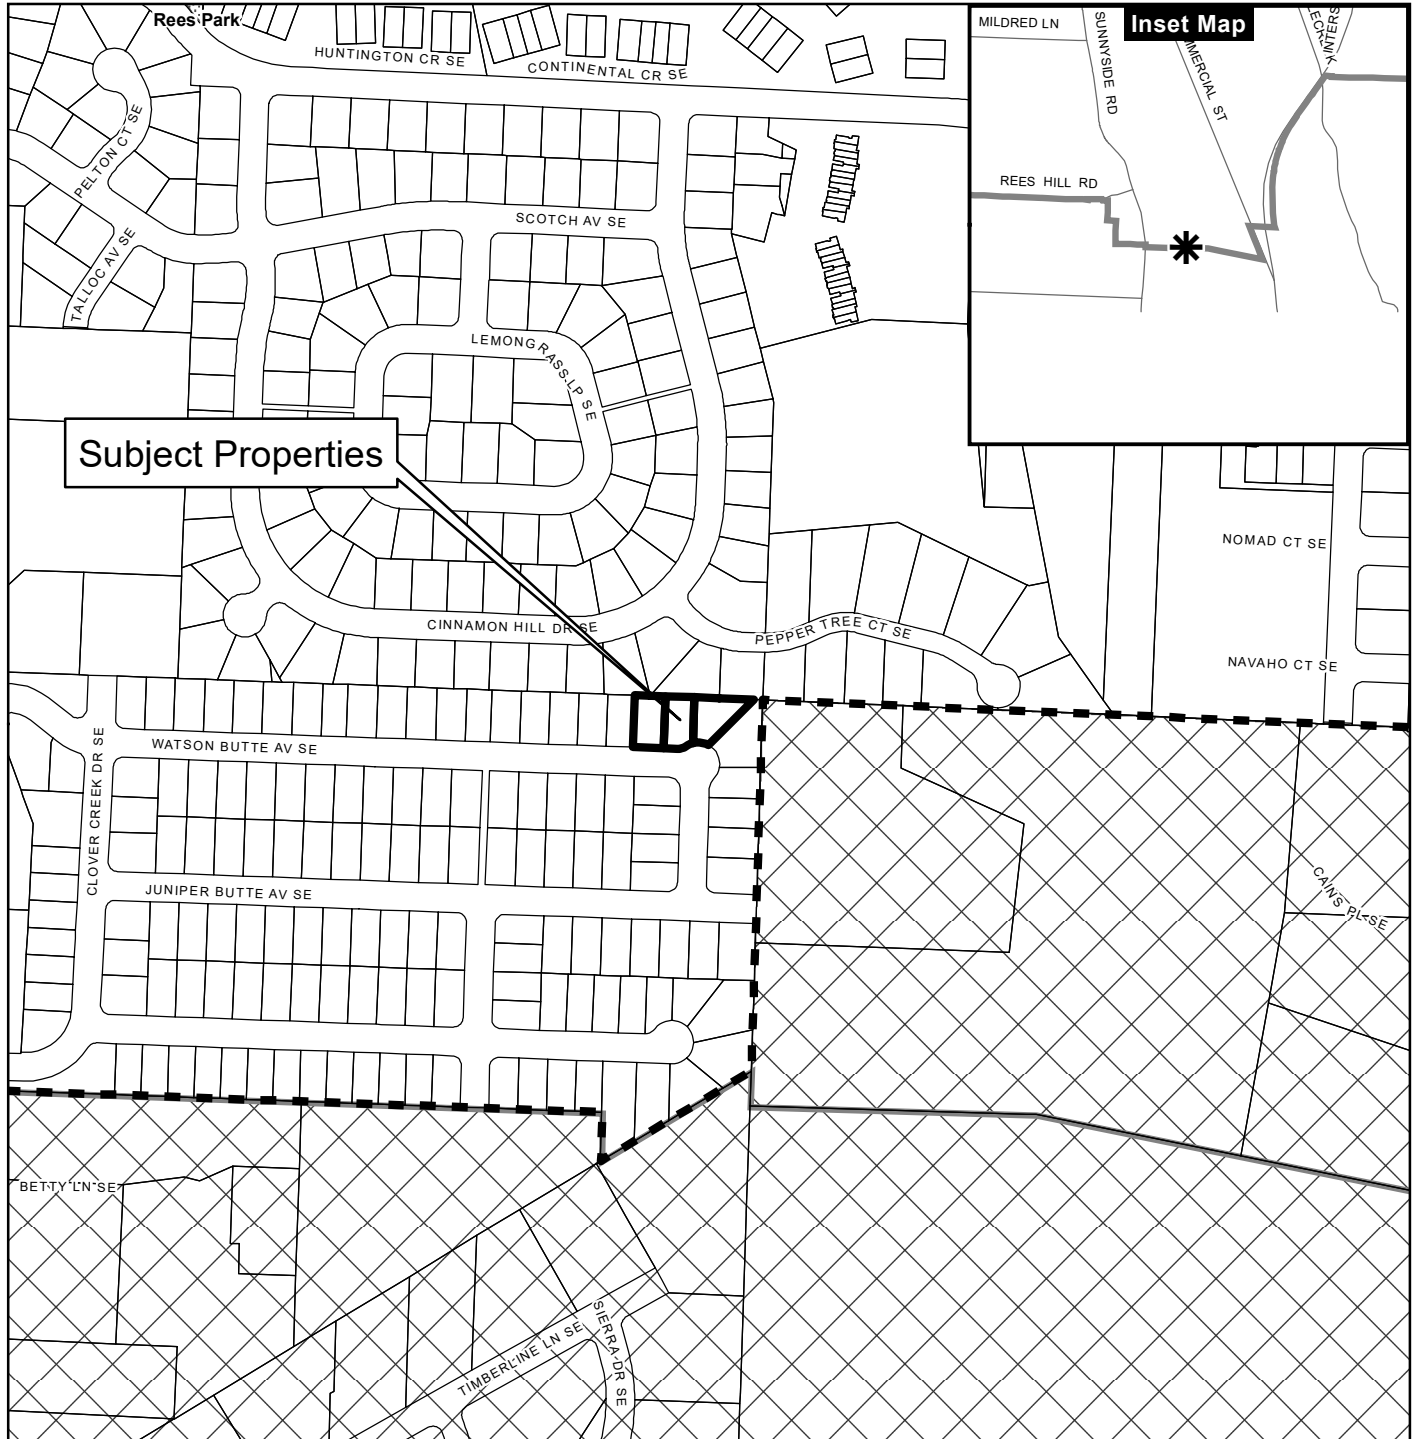 Rees Park
HUNTINGTON CR SE
CONTINENTAL CR SE
Inset Map
MILDRED LN
SUNNYSIDE RD
REES HILL RD
PELTON CT SE
TALLOC AV SE
SCOTCH AV SE
LEMONGRASS LP SE
Subject Properties
NOMAD CT SE
CINNAMON HILL DR SE
PEPPER TREE CT SE
NAVAHO CT SE
WATSON BUTTE AV SE
CLOVER CREEK DR SE
JUNIPER BUTTE AV SE
CAINS PL SE
BETTY LN SE
TIMBERLINE LN SE
SIERRA DR SE